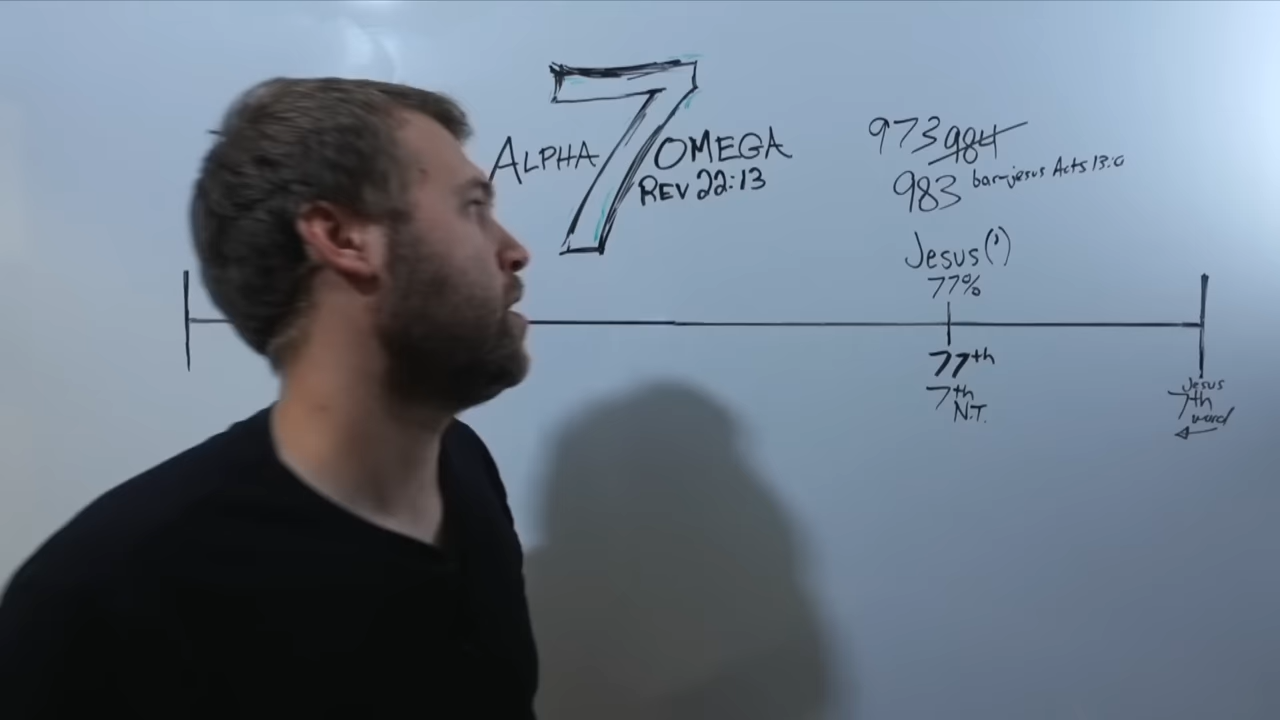 7
ALPHA OMEGA
REV 22:13
973 984
983 bar-jesus Acts 13:6
Jesus(')
77%
77th
7th
N.T.
Jesus
7th
word